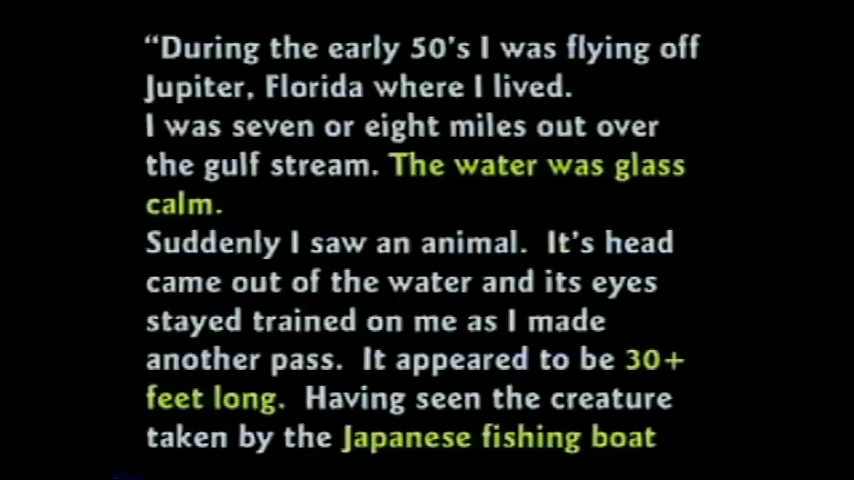 “During the early 50's I was flying off
Jupiter, Florida where I lived.
I was seven or eight miles out over
the gulf stream. The water was glass
calm.
Suddenly I saw an animal. It's head
came out of the water and its eyes
stayed trained on me as I made
another pass. It appeared to be 30+
feet long. Having seen the creature
taken by the Japanese fishing boat